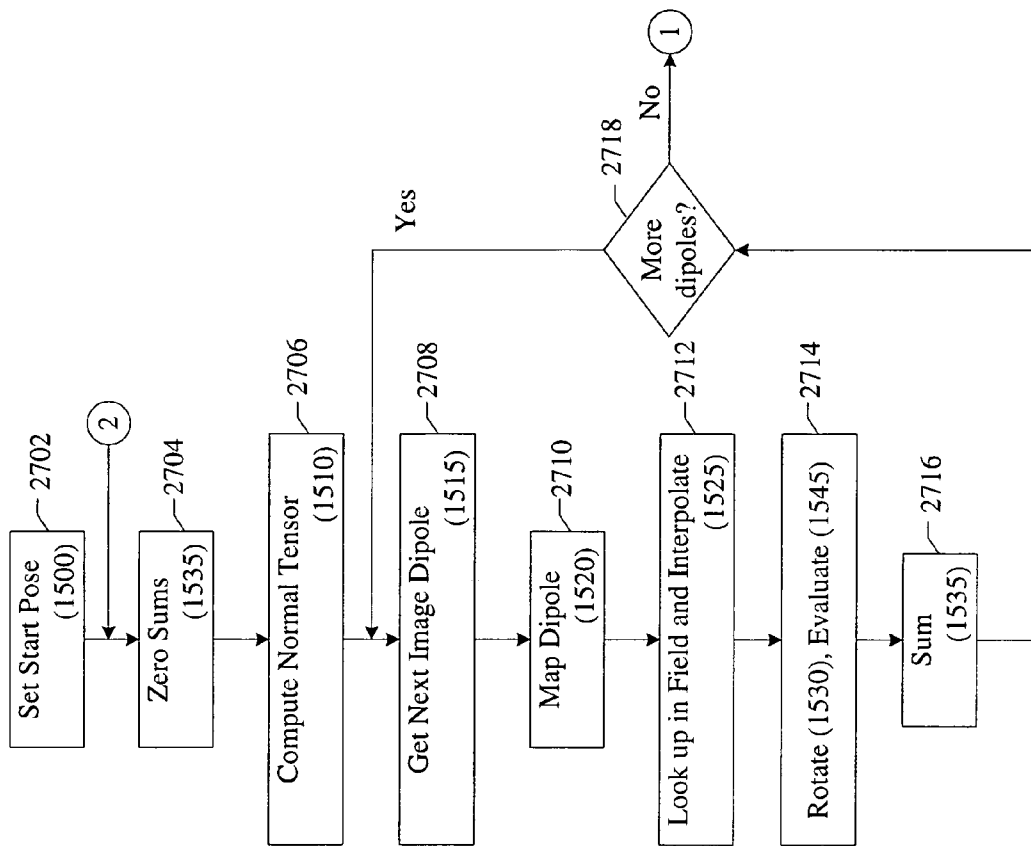 2702
Set Start Pose
(1500)
2
2704
Zero Sums
(1535)
2706
Compute Normal Tensor
(1510)
2708
Get Next Image Dipole
(1515)
2710
Map Dipole
(1520)
2712
Look up in Field and Interpolate
(1525)
2714
Rotate (1530), Evaluate (1545)
2716
Sum
(1535)
Yes
2718
More
dipoles?
No
1